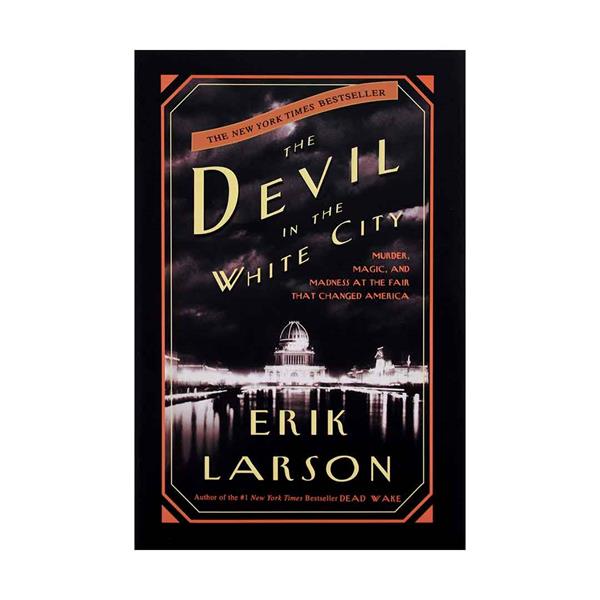 THE NEW YORK TIMES BESTSELLER
THE
DEVIL
IN THE
WHITE CITY
MURDER,
MAGIC, AND
MADNESS AT THE FAIR
THAT CHANGED AMERICA
ERIK
LARSON
Author of the #1 New York Times Bestseller DEAD WAKE